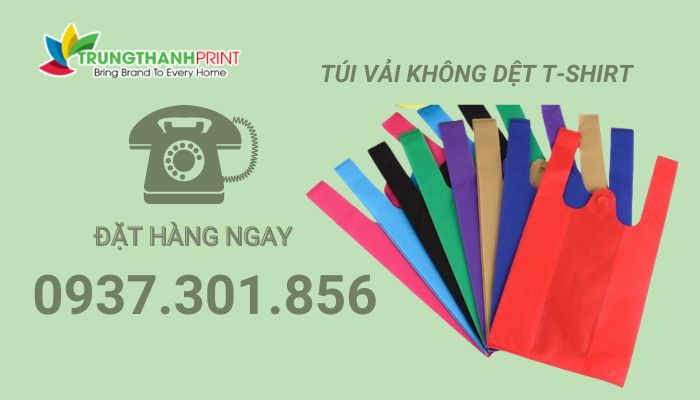 TRUNGTHANHPRINT
Bring Brand To Every Home
TÚI VẢI KHÔNG DỆT T-SHIRT
ĐẶT HÀNG NGAY
0937.301.856